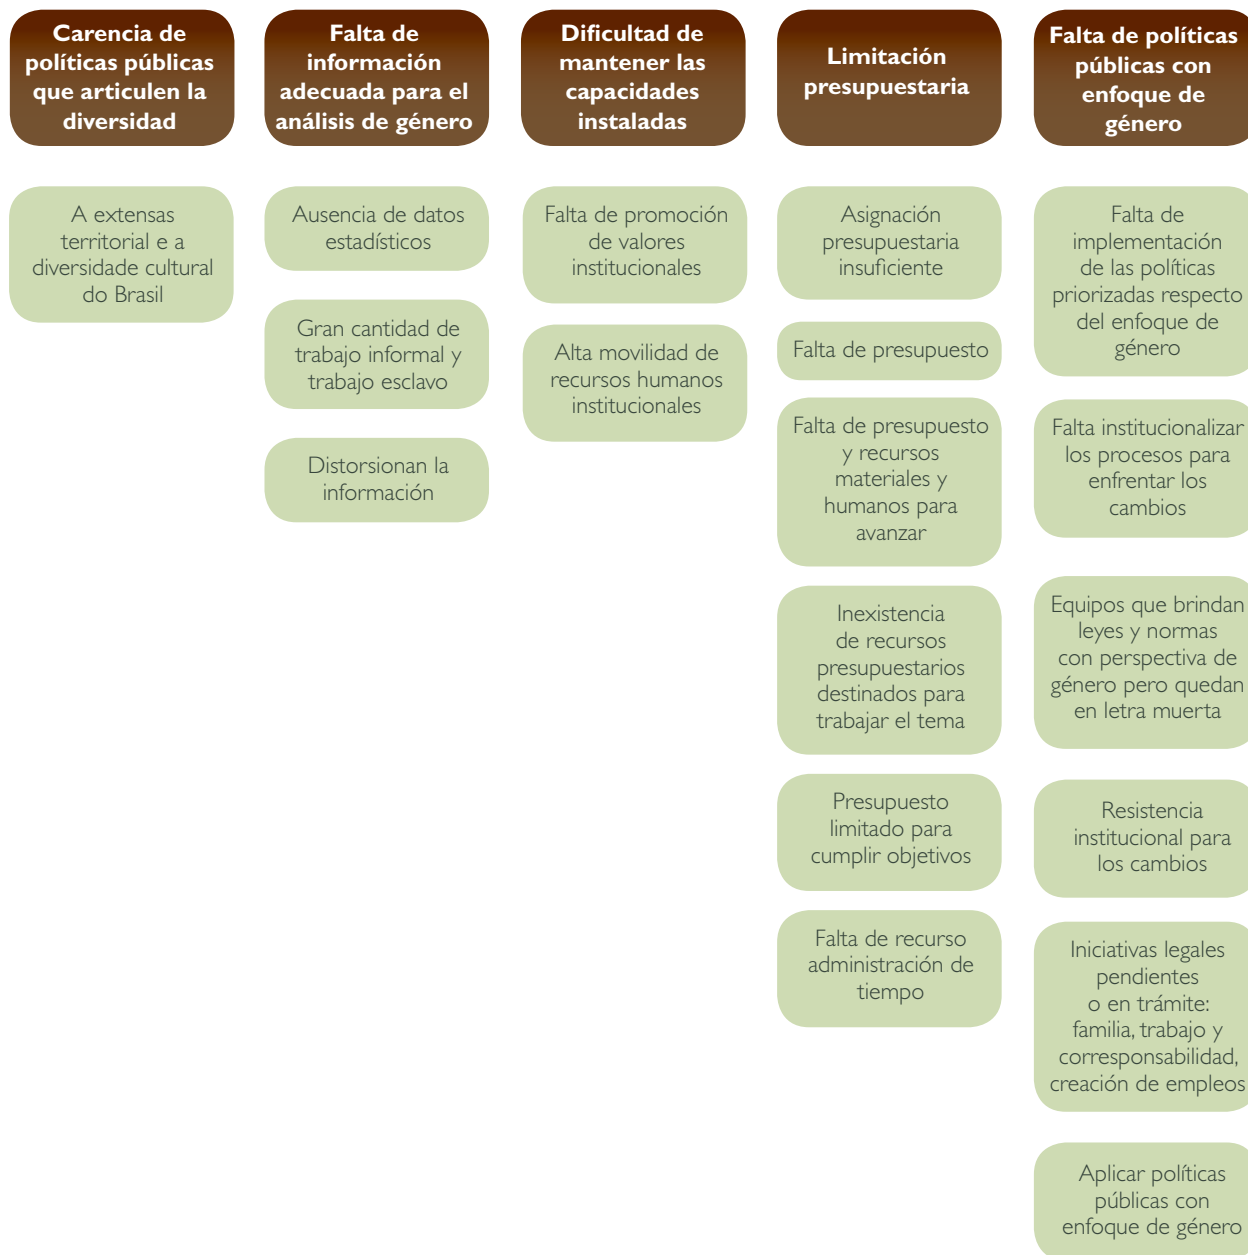 Carencia de
políticas públicas
que articulen la
diversidad
A extensas
territorial e a
diversidade cultural
do Brasil
Falta de
información
adecuada para el
análisis de género
Ausencia de datos
estadísticos
Gran cantidad de
trabajo informal y
trabajo esclavo
Distorsionan la
información
Dificultad de
mantener las
capacidades
instaladas
Falta de promoción
de valores
institucionales
Alta movilidad de
recursos humanos
institucionales
Limitación
presupuestaria
Asignación
presupuestaria
insuficiente
Falta de presupuesto
Falta de presupuesto
y recursos
materiales y
humanos para
avanzar
Inexistencia
de recursos
presupuestarios
destinados para
trabajar el tema
Presupuesto
limitado para
cumplir objetivos
Falta de recurso
administración de
tiempo
Falta de políticas
públicas con
enfoque de
género
Falta de
implementación
de las políticas
priorizadas respecto
del enfoque de
género
Falta institucionalizar
los procesos para
enfrentar los
cambios
Equipos que brindan
leyes y normas
con perspectiva de
género pero quedan
en letra muerta
Resistencia
institucional para
los cambios
Iniciativas legales
pendientes
o en trámite:
familia, trabajo y
corresponsabilidad,
creación de empleos
Aplicar políticas
públicas con
enfoque de género